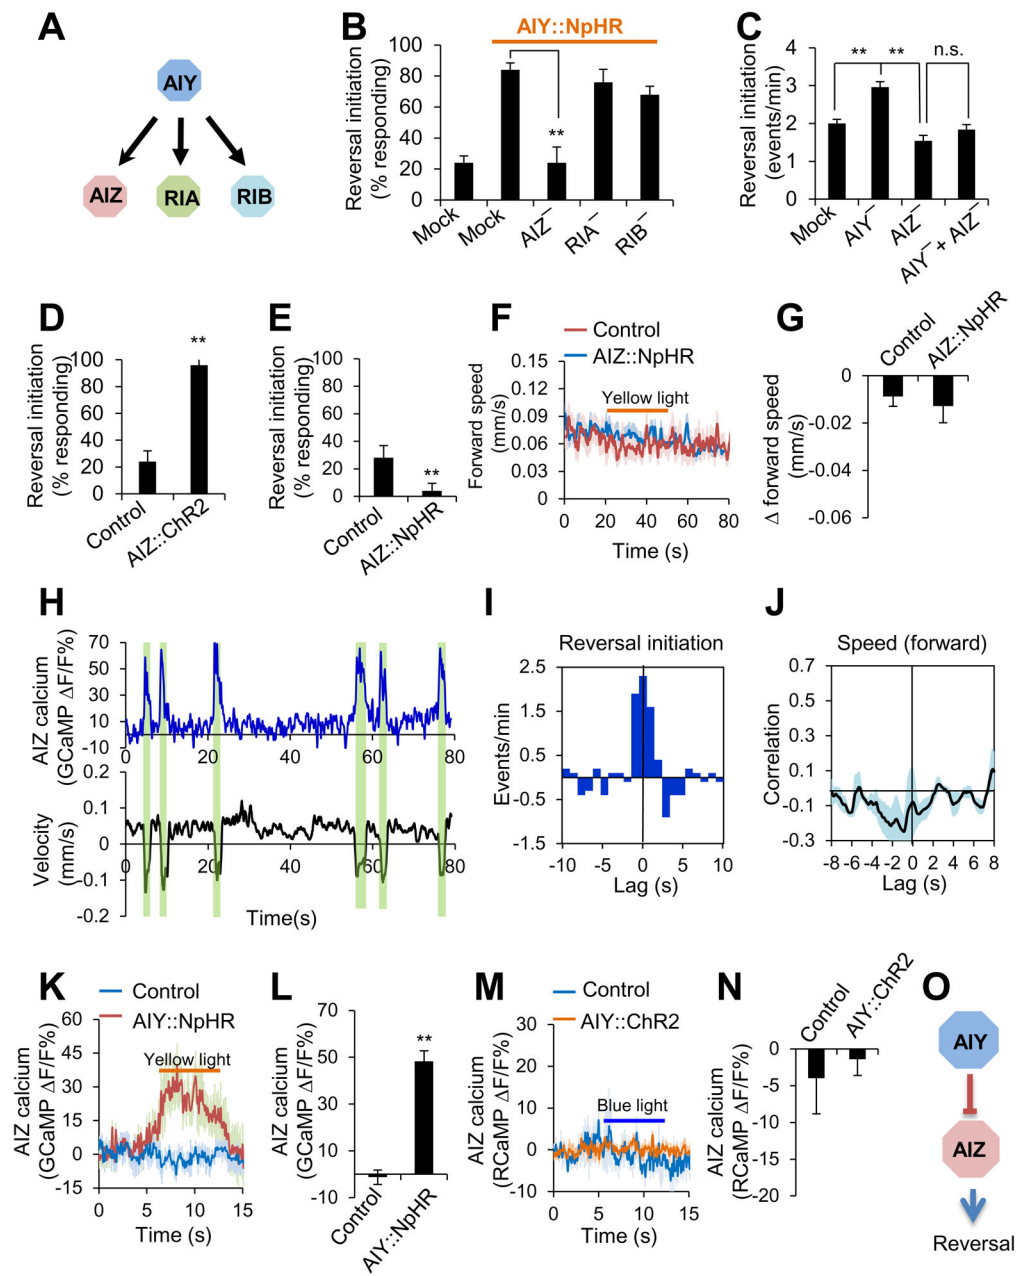 A
AIY
AIZ
RIA
RIB
B
AIY::NpHR
Reversal initiation
(% responding)
100
80
60
40
20
0
**
Mock
Mock
AIZ⁻
RIA⁻
RIB⁻
C
Reversal initiation
(events/min)
4
3
2
1
0
**
**
n.s.
Mock
AIY⁻
AIZ⁻
AIY⁻ + AIZ⁻
D
Reversal initiation
(% responding)
100
80
60
40
20
0
**
Control
AIZ::ChR2
E
Reversal initiation
(% responding)
100
80
60
40
20
0
**
Control
AIZ::NpHR
F
Control
AIZ::NpHR
Forward speed
(mm/s)
0.15
0.12
0.09
0.06
0.03
0
Yellow light
0 20 40 60 80
Time (s)
G
Control
AIZ::NpHR
Δ forward speed
(mm/s)
0
-0.02
-0.04
-0.06
H
AIZ calcium
(GCaMP ΔF/F%)
70
50
30
10
-10
0 20 40 60 80
Velocity
(mm/s)
0.2
0.1
0
-0.1
-0.2
0 20 40 60 80
Time(s)
I
Reversal initiation
Events/min
2.5
1.5
0.5
-0.5
-1.5
-10 -5 0 5 10
Lag (s)
J
Speed (forward)
Correlation
0.7
0.5
0.3
0.1
-0.1
-0.3
-8 -6 -4 -2 0 2 4 6 8
Lag (s)
K
Control
AIY::NpHR
AIZ calcium
(GCaMP ΔF/F%)
60
45
30
15
0
-15
Yellow light
0 5 10 15
Time (s)
L
AIZ calcium
(GCaMP ΔF/F%)
70
50
30
10
-10
**
Control
AIY::NpHR
M
Control
AIY::ChR2
AIZ calcium
(RCaMP ΔF/F%)
30
20
10
0
-10
Blue light
0 5 10 15
Time (s)
N
Control
AIY::ChR2
AIZ calcium
(RCaMP ΔF/F%)
0
-5
-10
-15
-20
O
AIY
AIZ
Reversal